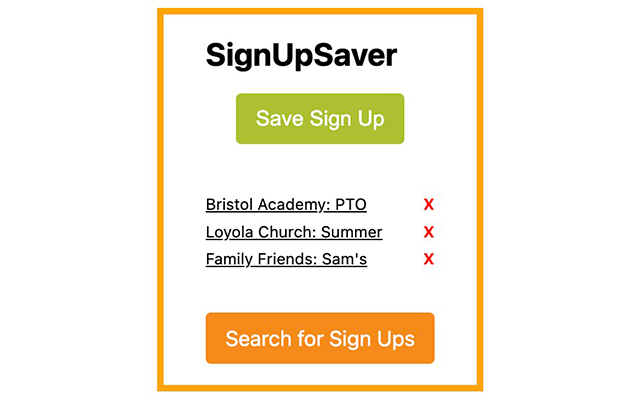 SignUpSaver
Save Sign Up
Bristol Academy: PTO X
Loyola Church: Summer X
Family Friends: Sam's X
Search for Sign Ups